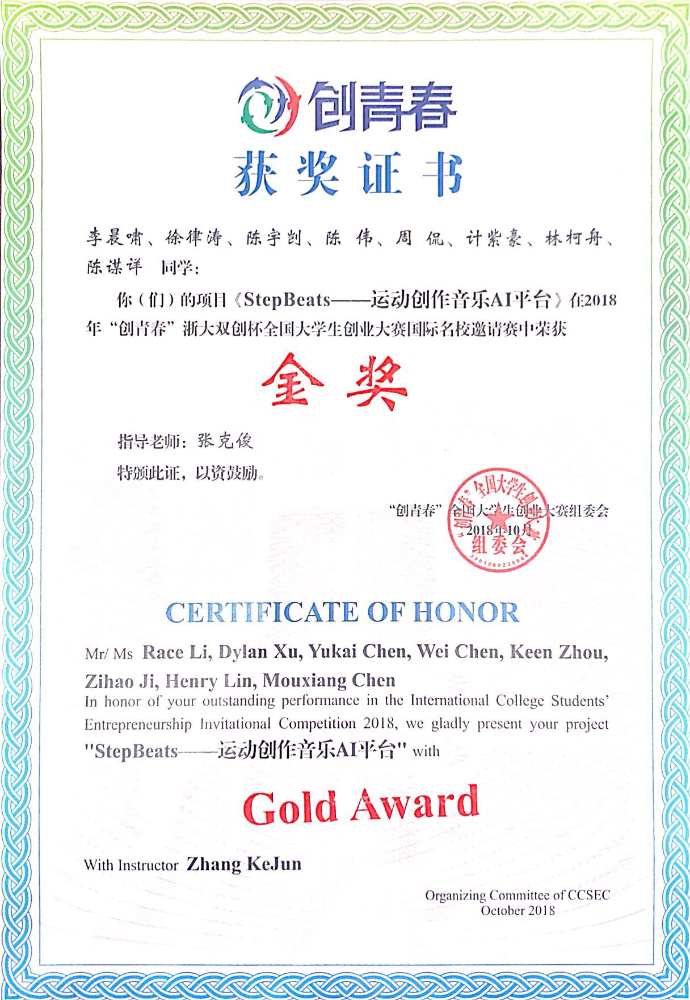 创青春
获奖证书
李晨啸、徐律涛、陈宇剀、陈 伟、周 侃、计紫豪、林柯舟、
陈谋详 同学：
你（们）的项目《StepBeats——运动创作音乐AI平台》在2018
年“创青春”浙大双创杯全国大学生创业大赛国际名校邀请赛中荣获
金奖
指导老师：张克俊
特颁此证，以资鼓励。
“创青春”全国大学生创业大赛组委会
2018年10月
“创青春”全国大学生创业大赛
组委会
CERTIFICATE OF HONOR
Mr/ Ms Race Li, Dylan Xu, Yukai Chen, Wei Chen, Keen Zhou,
Zihao Ji, Henry Lin, Mouxiang Chen
In honor of your outstanding performance in the International College Students’
Entrepreneurship Invitational Competition 2018, we gladly present your project
"StepBeats——运动创作音乐AI平台" with
Gold Award
With Instructor Zhang KeJun
Organizing Committee of CCSEC
October 2018